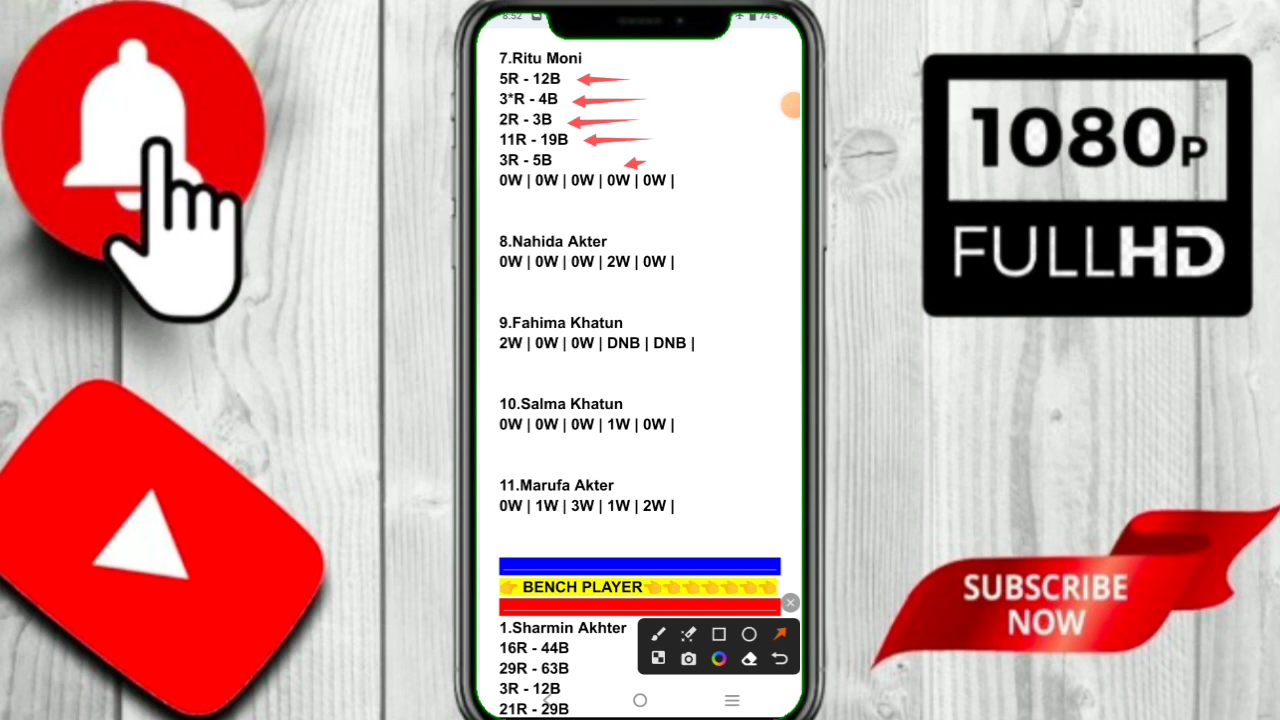 8:52
74%
7.Ritu Moni
5R - 12B
3*R - 4B
2R - 3B
11R - 19B
3R - 5B
0W | 0W | 0W | 0W | 0W |
8.Nahida Akter
0W | 0W | 0W | 2W | 0W |
9.Fahima Khatun
2W | 0W | 0W | DNB | DNB |
10.Salma Khatun
0W | 0W | 0W | 1W | 0W |
11.Marufa Akter
0W | 1W | 3W | 1W | 2W |
👉 BENCH PLAYER👈👈👈👈👈👈👈
1.Sharmin Akhter
16R - 44B
29R - 63B
3R - 12B
21R - 29B
1080P
FULLHD
SUBSCRIBE
NOW